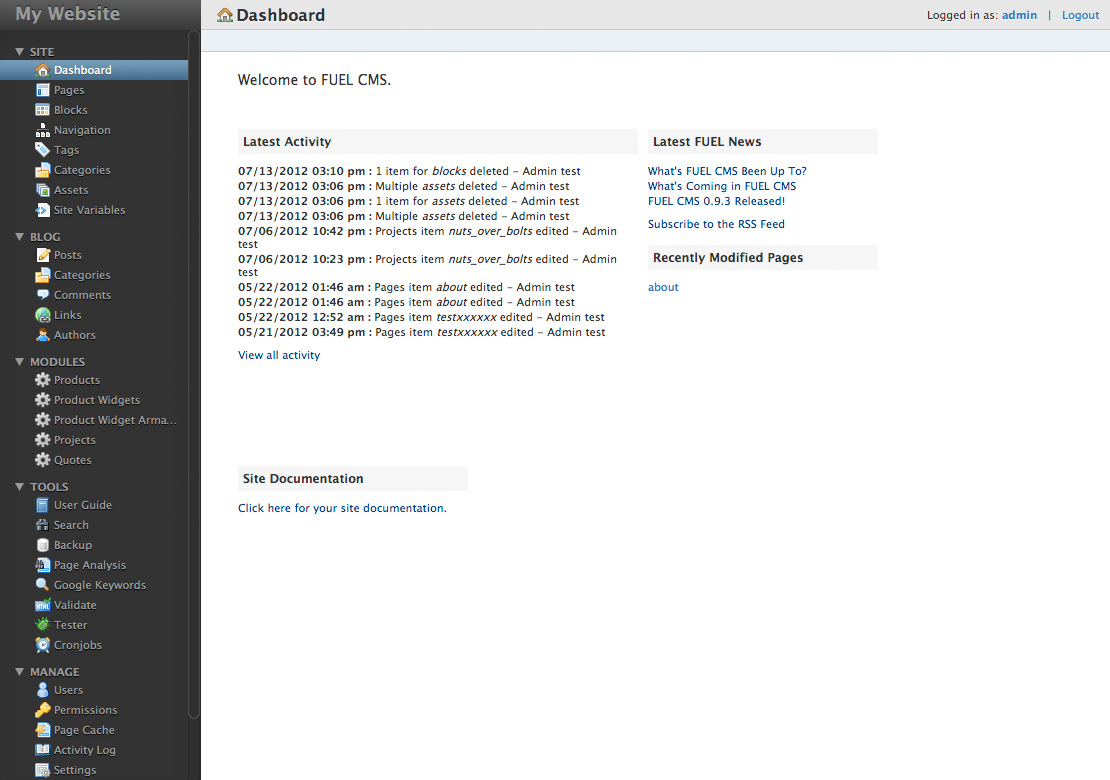 My Website
Dashboard
Logged in as: admin | Logout
SITE
Dashboard
Pages
Blocks
Navigation
Tags
Categories
Assets
Site Variables
BLOG
Posts
Categories
Comments
Links
Authors
MODULES
Products
Product Widgets
Product Widget Arma...
Projects
Quotes
TOOLS
User Guide
Search
Backup
Page Analysis
Google Keywords
Validate
Tester
Cronjobs
MANAGE
Users
Permissions
Page Cache
Activity Log
Settings
Welcome to FUEL CMS.
Latest Activity
07/13/2012 03:10 pm : 1 item for blocks deleted – Admin test
07/13/2012 03:06 pm : Multiple assets deleted – Admin test
07/13/2012 03:06 pm : 1 item for assets deleted – Admin test
07/13/2012 03:06 pm : Multiple assets deleted – Admin test
07/06/2012 10:42 pm : Projects item nuts_over_bolts edited – Admin
test
07/06/2012 10:23 pm : Projects item nuts_over_bolts edited – Admin
test
05/22/2012 01:46 am : Pages item about edited – Admin test
05/22/2012 01:46 am : Pages item about edited – Admin test
05/22/2012 12:52 am : Pages item testxxxxxx edited – Admin test
05/21/2012 03:49 pm : Pages item testxxxxxx edited – Admin test
View all activity
Latest FUEL News
What's FUEL CMS Been Up To?
What's Coming in FUEL CMS
FUEL CMS 0.9.3 Released!
Subscribe to the RSS Feed
Recently Modified Pages
about
Site Documentation
Click here for your site documentation.